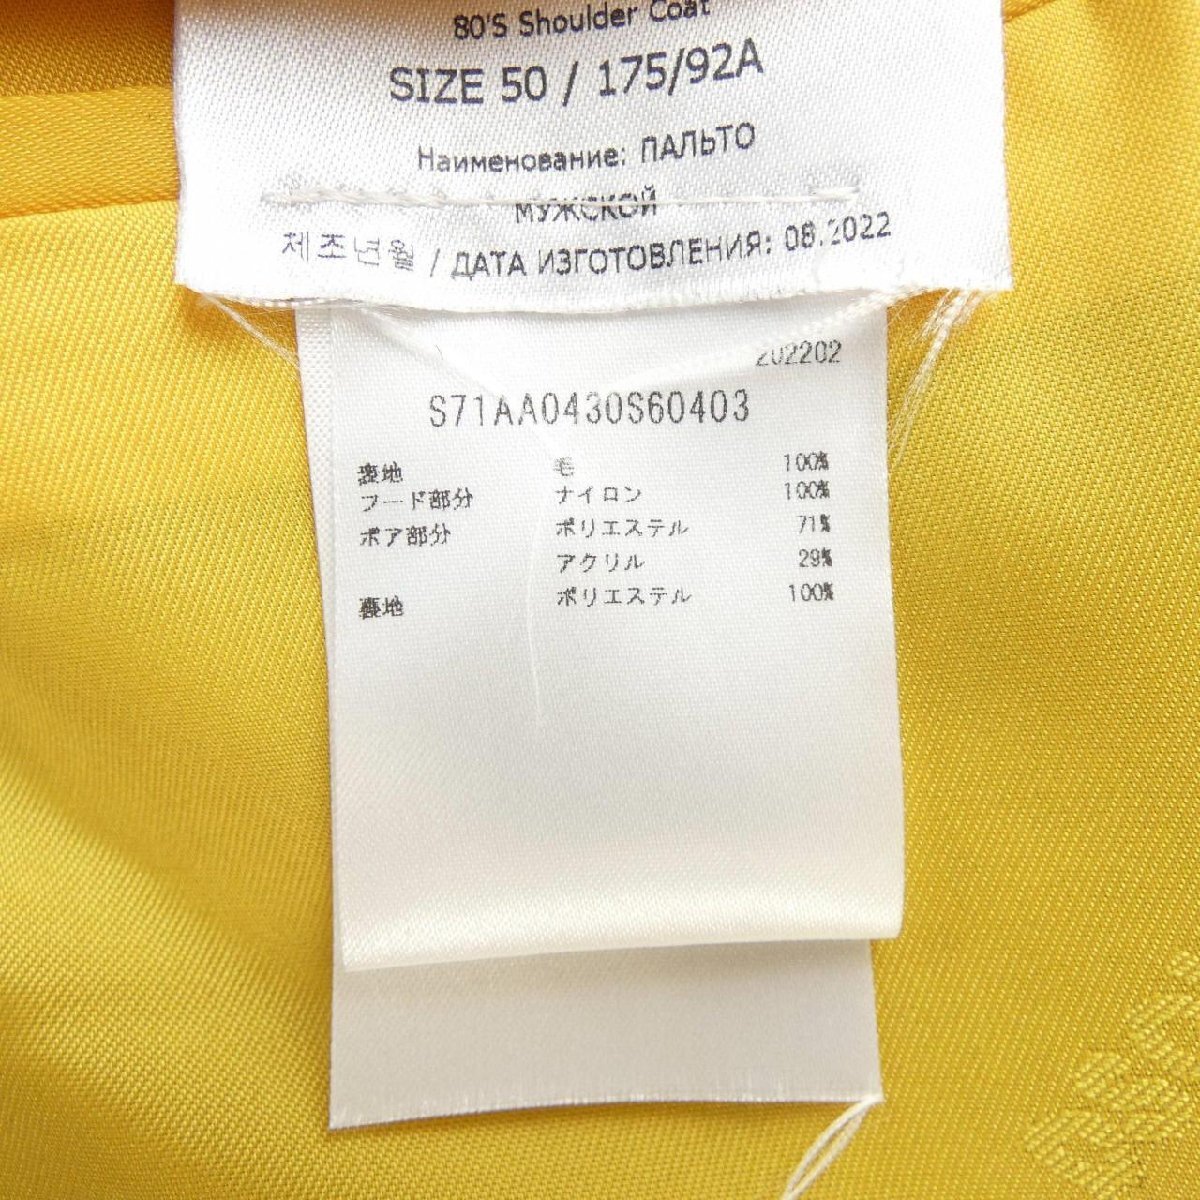 80'S Shoulder Coat
SIZE 50 / 175/92A
Наименование: ПАЛЬТО
МУЖСКОЙ
제조년월 / ДАТА ИЗГОТОВЛЕНИЯ: 08.2022
202202
S71AA0430S60403
表地 毛 100%
フード部分 ナイロン 100%
ボア部分 ポリエステル 71%
アクリル 29%
裏地 ポリエステル 100%